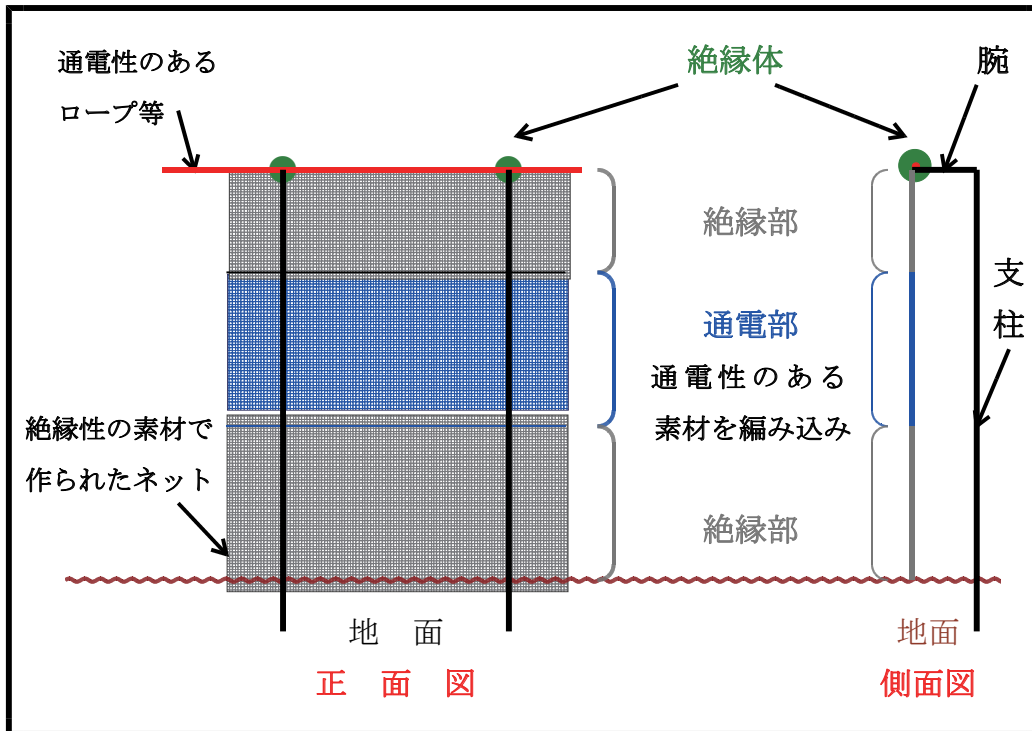 通電性のある
ロープ等
絶縁体
腕
絶縁部
支
柱
通電部
通電性のある
素材を編み込み
絶縁性の素材で
作られたネット
絶縁部
地　面
地面
正　面　図
側面図